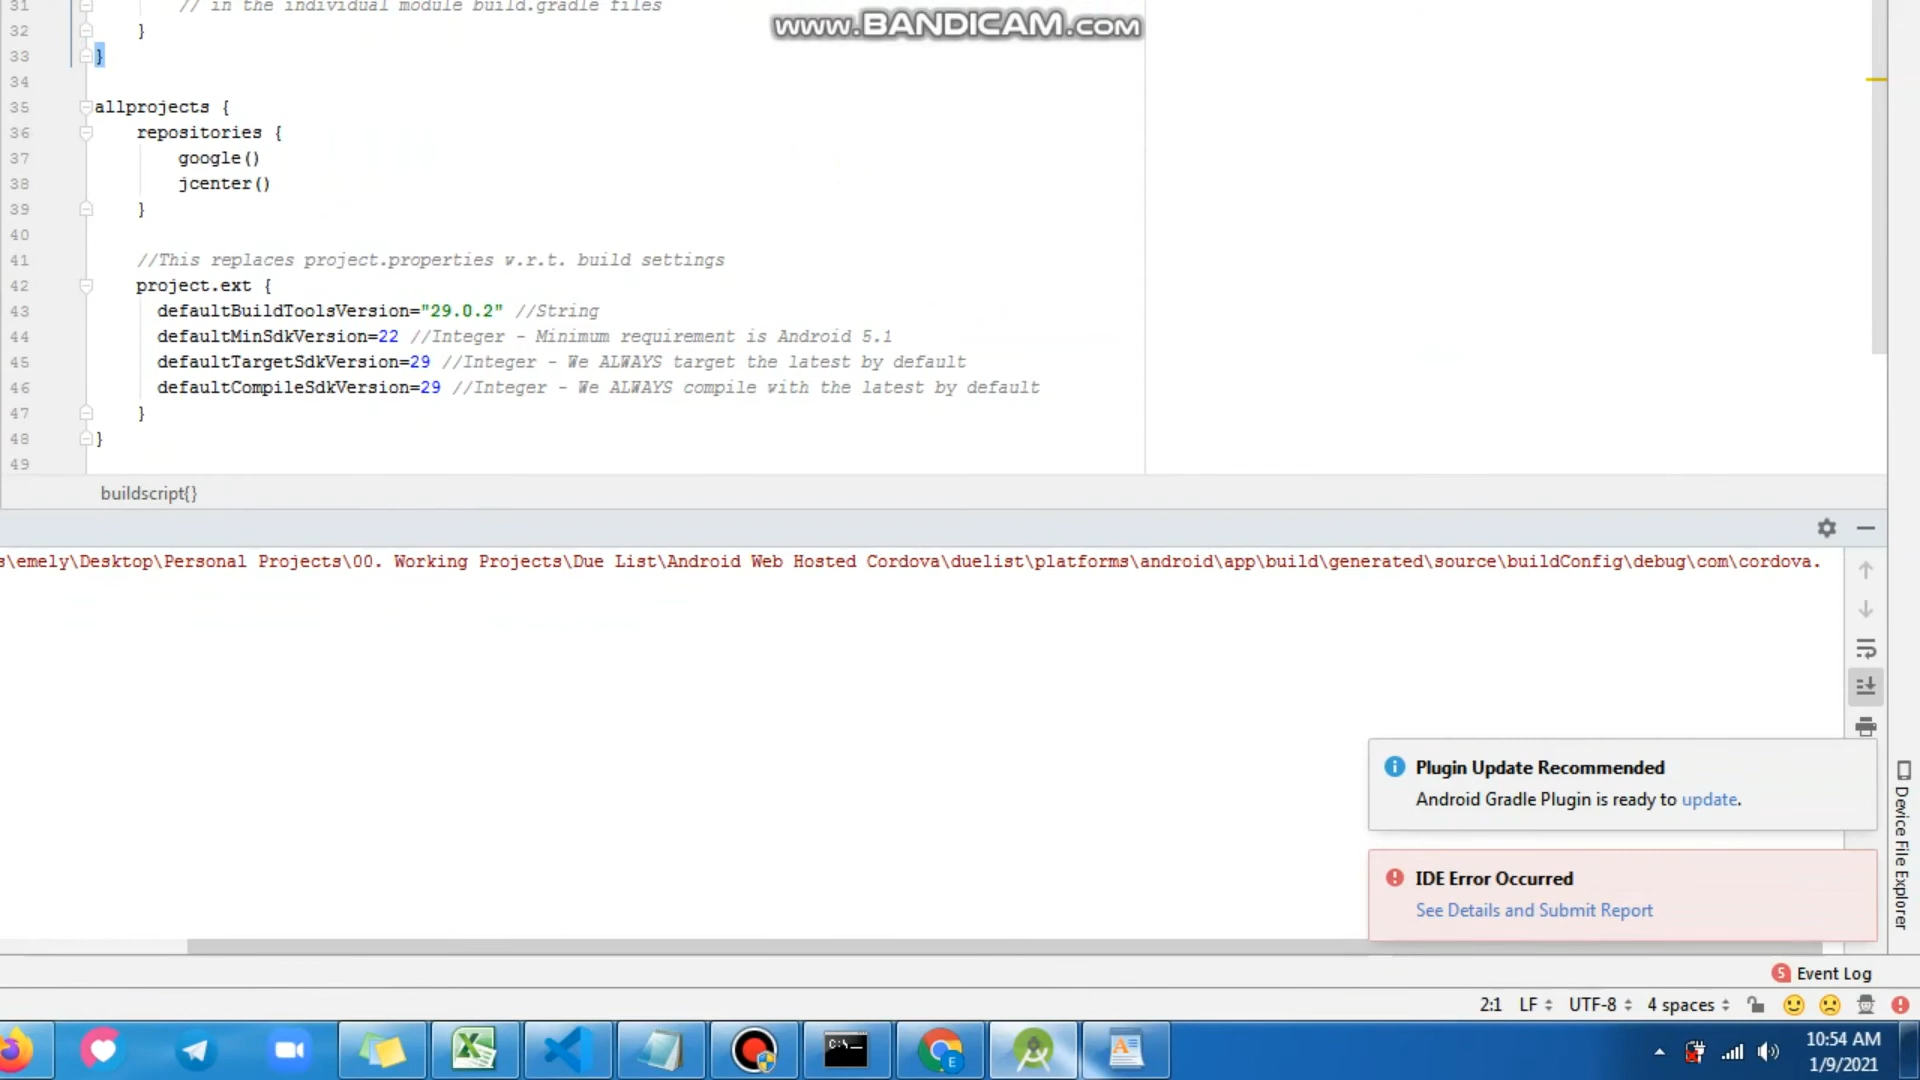 31 // in the individual module build.gradle files
www.BANDICAM.com
32 }
33 }
34
35 allprojects {
36 repositories {
37 google()
38 jcenter()
39 }
40
41 //This replaces project.properties w.r.t. build settings
42 project.ext {
43 defaultBuildToolsVersion="29.0.2" //String
44 defaultMinSdkVersion=22 //Integer - Minimum requirement is Android 5.1
45 defaultTargetSdkVersion=29 //Integer - We ALWAYS target the latest by default
46 defaultCompileSdkVersion=29 //Integer - We ALWAYS compile with the latest by default
47 }
48 }
49
buildscript{}
s\emely\Desktop\Personal Projects\00. Working Projects\Due List\Android Web Hosted Cordova\duelist\platforms\android\app\build\generated\source\buildConfig\debug\com\cordova.
Plugin Update Recommended
Android Gradle Plugin is ready to update.
IDE Error Occurred
See Details and Submit Report
Device File Explorer
5 Event Log
2:1 LF UTF-8 4 spaces
C:\_
E
A
10:54 AM
1/9/2021